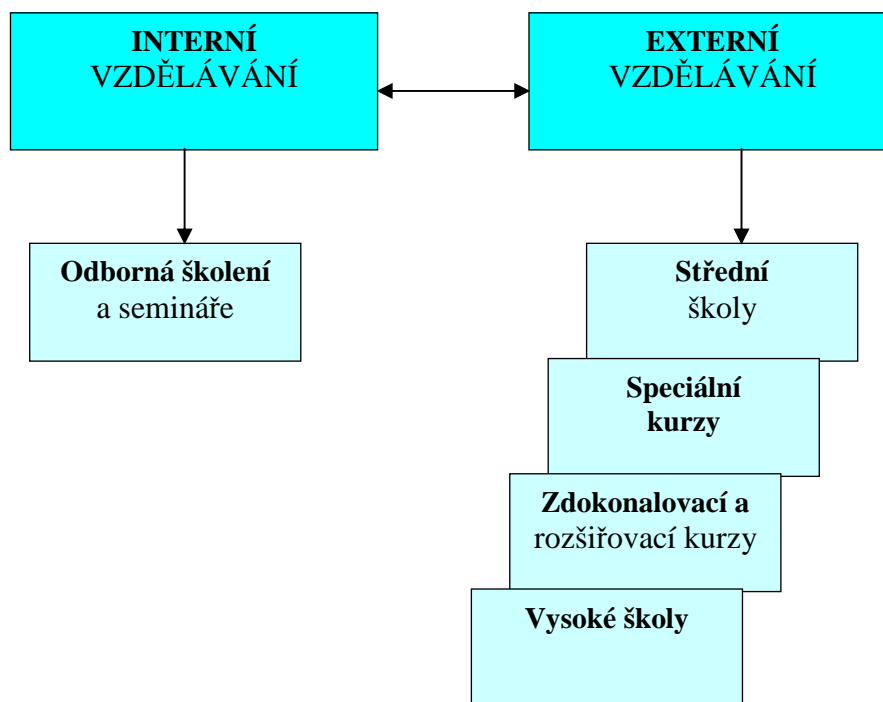 INTERNÍ
VZDĚLÁVÁNÍ
EXTERNÍ
VZDĚLÁVÁNÍ
Odborná školení
a semináře
Střední
školy
Speciální
kurzy
Zdokonalovací a
rozšiřovací kurzy
Vysoké školy